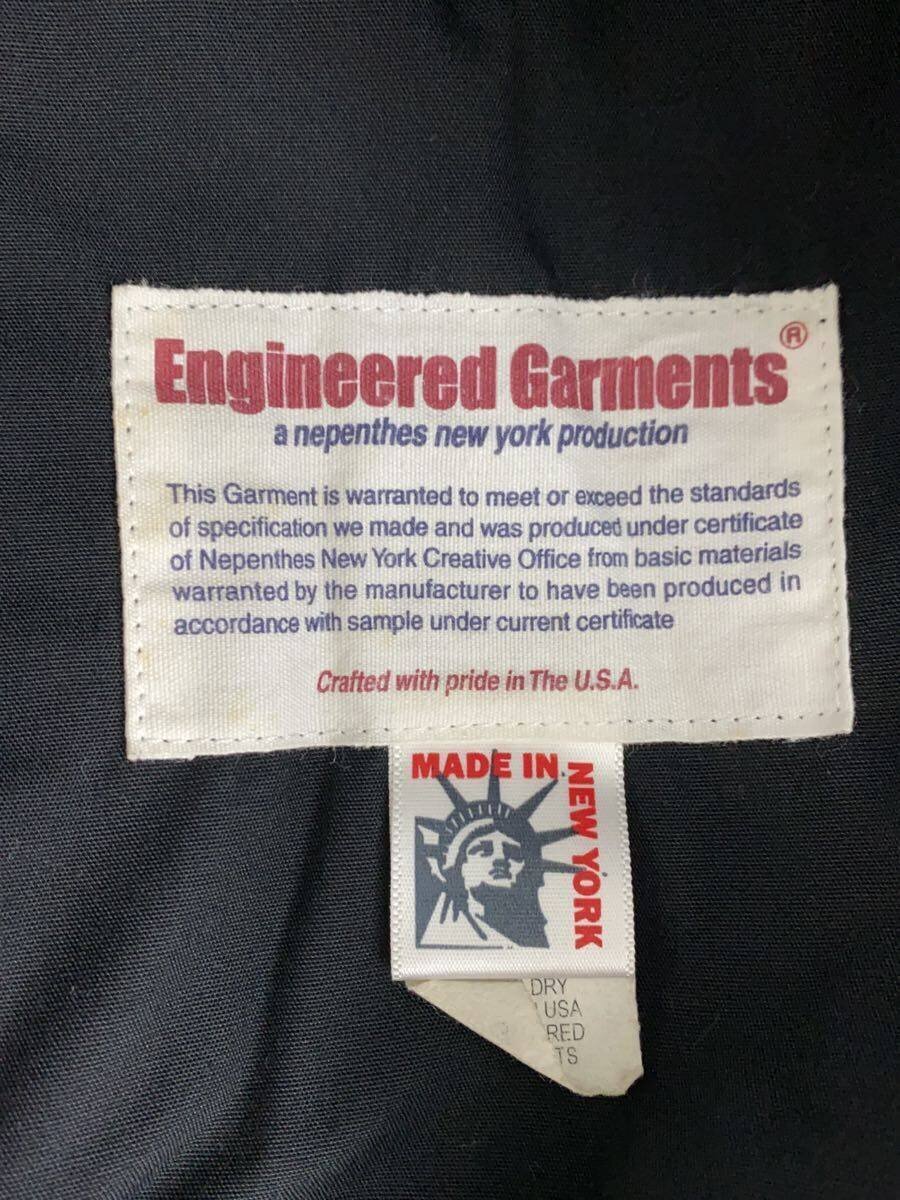 Engineered Garments®
a nepenthes new york production
This Garment is warranted to meet or exceed the standards
of specification we made and was produced under certificate
of Nepenthes New York Creative Office from basic materials
warranted by the manufacturer to have been produced in
accordance with sample under current certificate
Crafted with pride in The U.S.A.
MADE IN
NEW YORK
DRY
USA
RED
TS